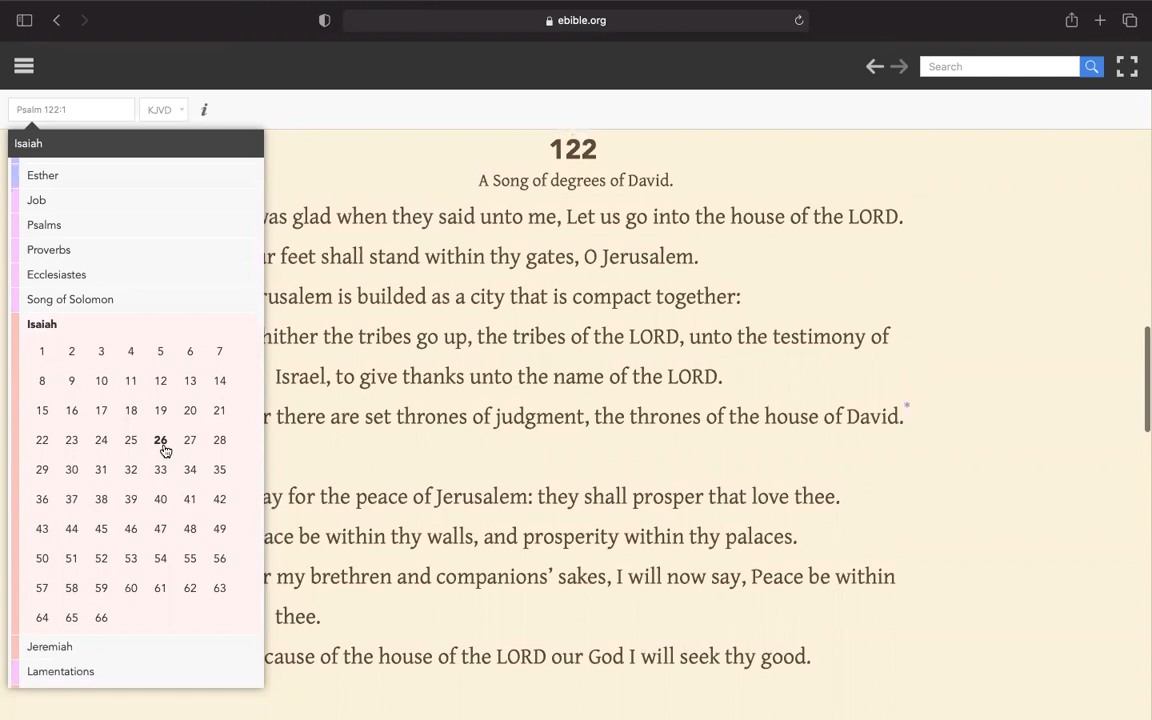 ebible.org
Search
Psalm 122:1
KJVD
i
Isaiah
Esther
Job
Psalms
Proverbs
Ecclesiastes
Song of Solomon
Isaiah
1 2 3 4 5 6 7
8 9 10 11 12 13 14
15 16 17 18 19 20 21
22 23 24 25 26 27 28
29 30 31 32 33 34 35
36 37 38 39 40 41 42
43 44 45 46 47 48 49
50 51 52 53 54 55 56
57 58 59 60 61 62 63
64 65 66
Jeremiah
Lamentations
122
A Song of degrees of David.
glad when they said unto me, Let us go into the house of the LORD.
feet shall stand within thy gates, O Jerusalem.
is builded as a city that is compact together:
the tribes go up, the tribes of the LORD, unto the testimony of
Israel, to give thanks unto the name of the LORD.
there are set thrones of judgment, the thrones of the house of David.*
for the peace of Jerusalem: they shall prosper that love thee.
be within thy walls, and prosperity within thy palaces.
my brethren and companions’ sakes, I will now say, Peace be within
thee.
of the house of the LORD our God I will seek thy good.